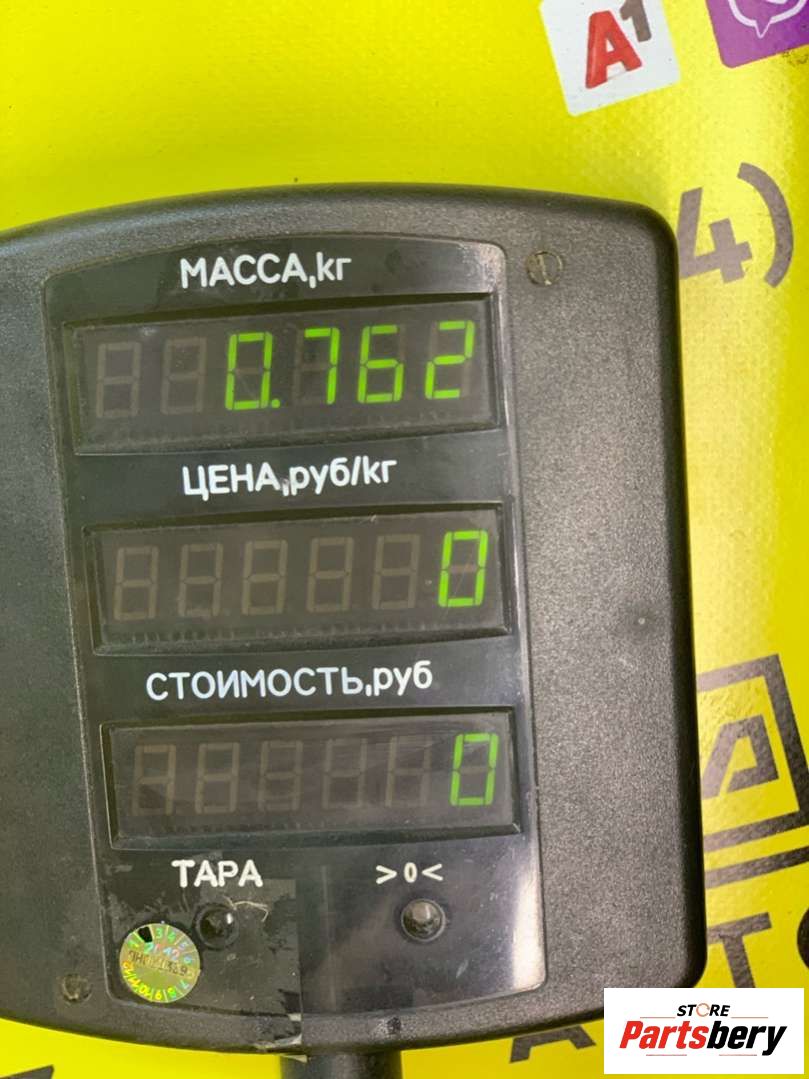 A1
4)
МАССА,кг
0.762
ЦЕНА,руб/кг
0
СТОИМОСТЬ,руб
0
ТАРА >0<
STORE
Partsbery